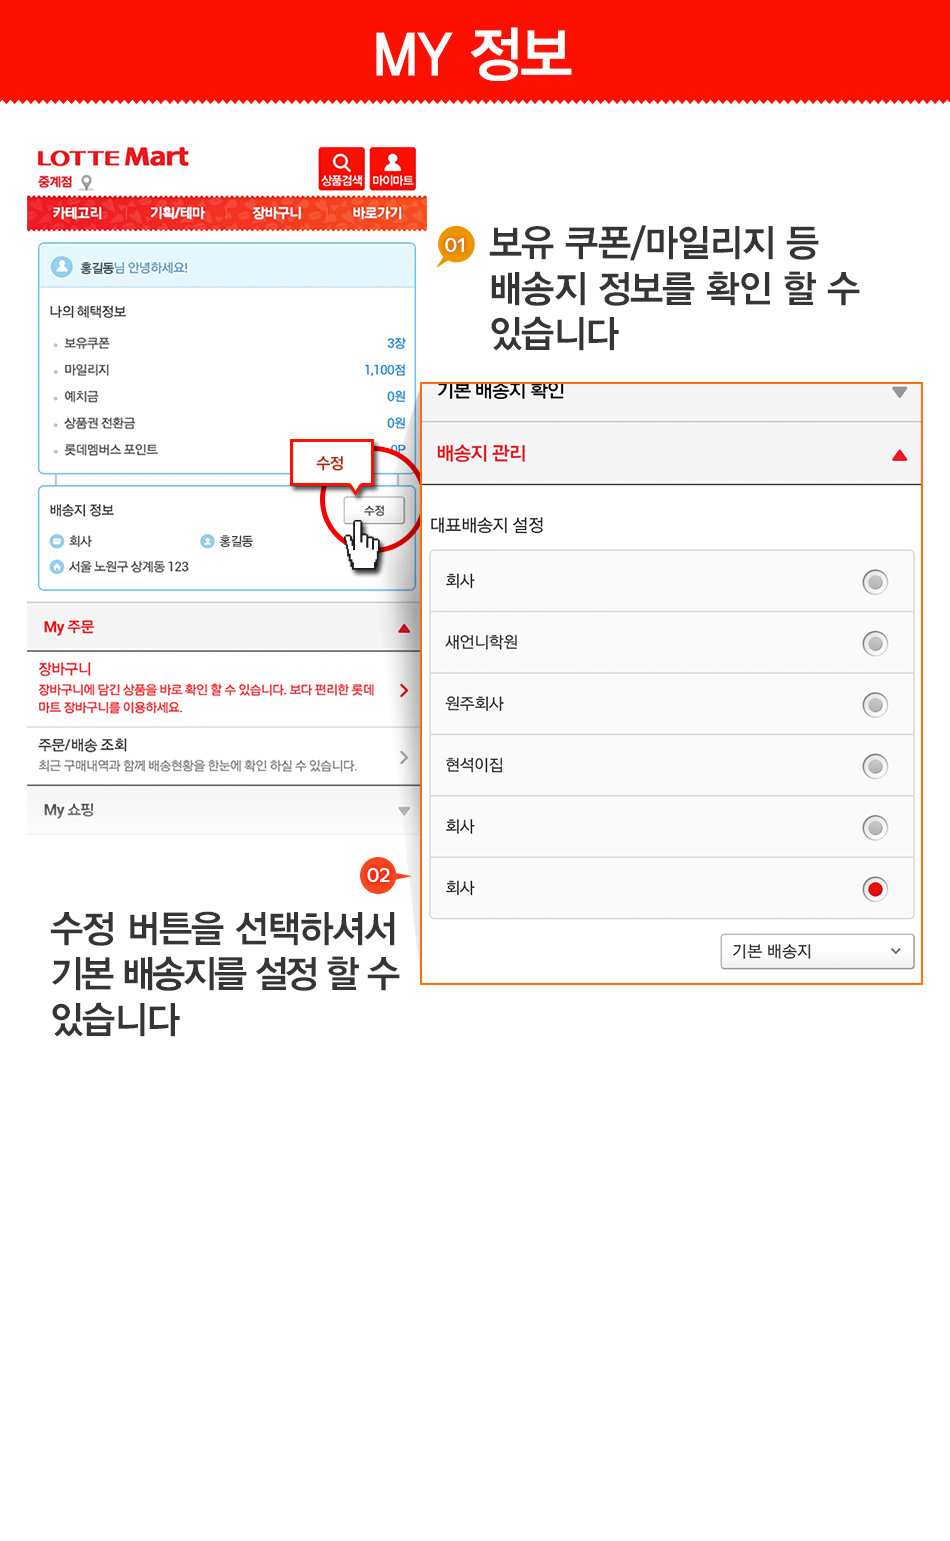 MY 정보
LOTTE Mart
중계점
상품검색
마이마트
카테고리
기획/테마
장바구니
바로가기
홍길동님 안녕하세요!
나의 혜택정보
보유쿠폰 3장
마일리지 1,100점
예치금 0원
상품권 전환금 0원
롯데멤버스 포인트 0P
수정
배송지 정보
수정
회사
홍길동
서울 노원구 상계동 123
My 주문
장바구니
장바구니에 담긴 상품을 바로 확인 할 수 있습니다. 보다 편리한 롯데
마트 장바구니를 이용하세요.
주문/배송 조회
최근 구매내역과 함께 배송현황을 한눈에 확인 하실 수 있습니다.
My 쇼핑
01
보유 쿠폰/마일리지 등
배송지 정보를 확인 할 수
있습니다
기본 배송지 확인
배송지 관리
대표배송지 설정
회사
새언니학원
원주회사
현석이집
회사
회사
기본 배송지
02
수정 버튼을 선택하셔서
기본 배송지를 설정 할 수
있습니다